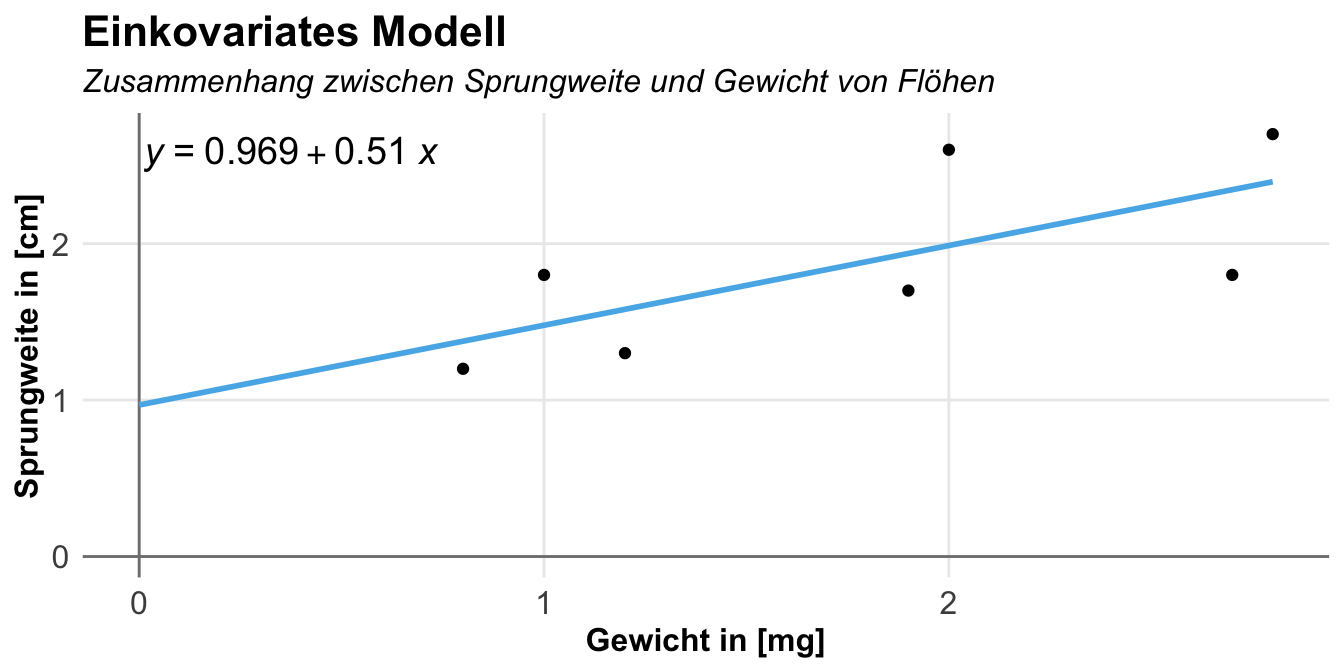 Einkovariates Modell
Zusammenhang zwischen Sprungweite und Gewicht von Flöhen
y = 0.969 + 0.51 x
Sprungweite in [cm]
2
1
0
0 1 2
Gewicht in [mg]